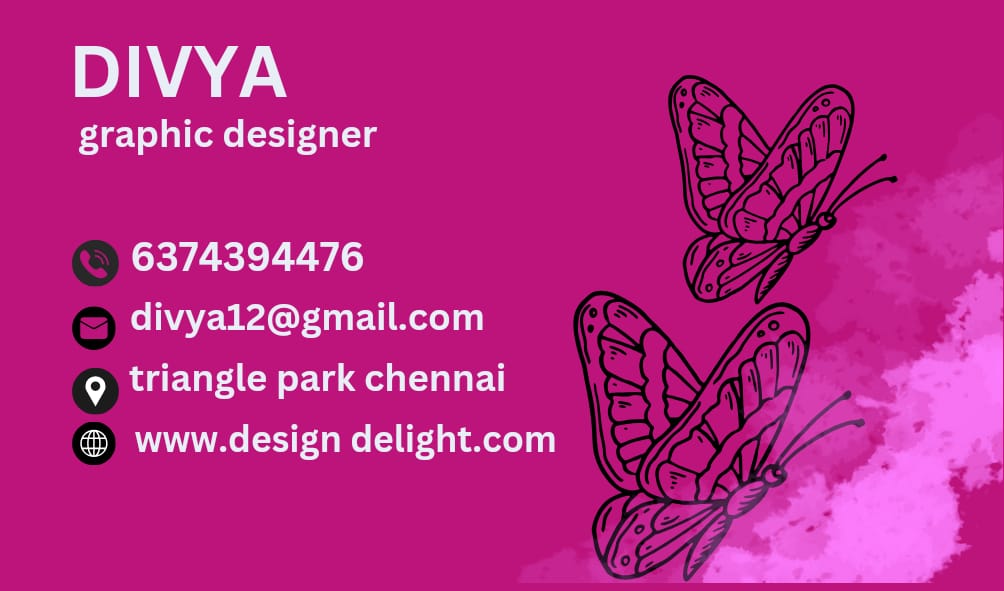 DIVYA
graphic designer
6374394476
divya12@gmail.com
triangle park chennai
www.design delight.com